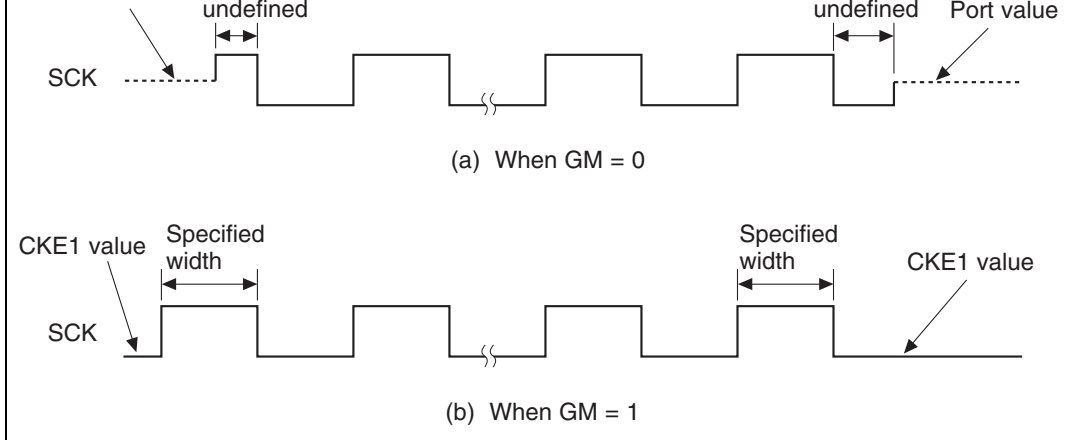 undefined
undefined
Port value
SCK
(a) When GM = 0
CKE1 value
Specified
width
Specified
width
CKE1 value
SCK
(b) When GM = 1